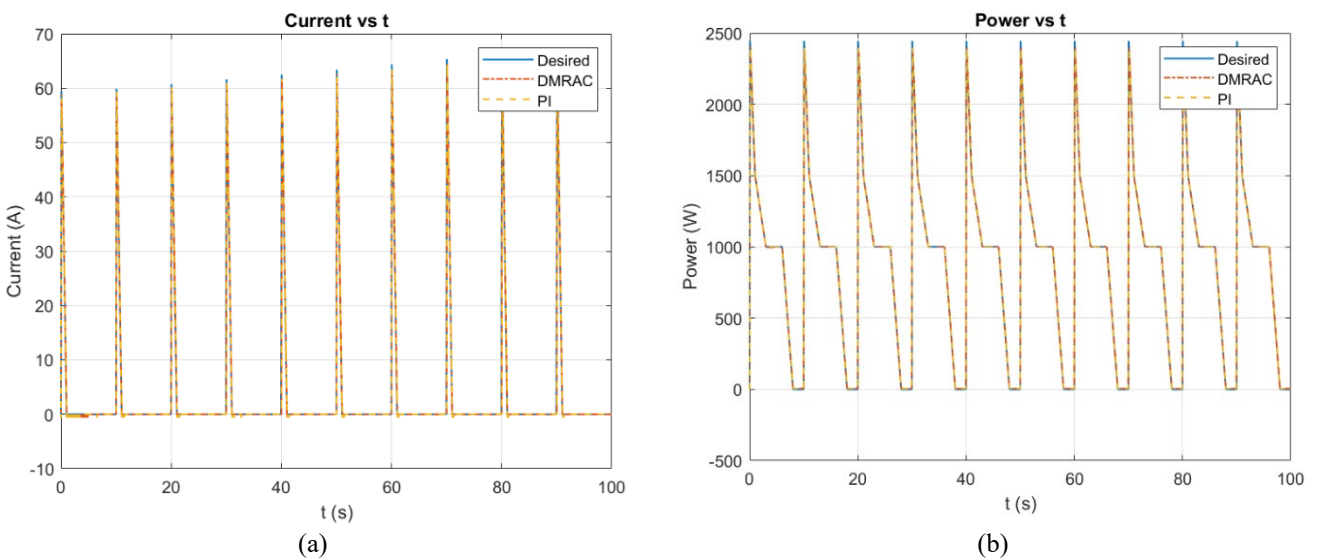 Current vs t
70
60
50
40
30
20
10
0
-10
Current (A)
Desired
DMRAC
PI
0
20
40
60
80
100
t (s)
(a)
Power vs t
2500
2000
1500
1000
500
0
-500
Power (W)
Desired
DMRAC
PI
0
20
40
60
80
100
t (s)
(b)